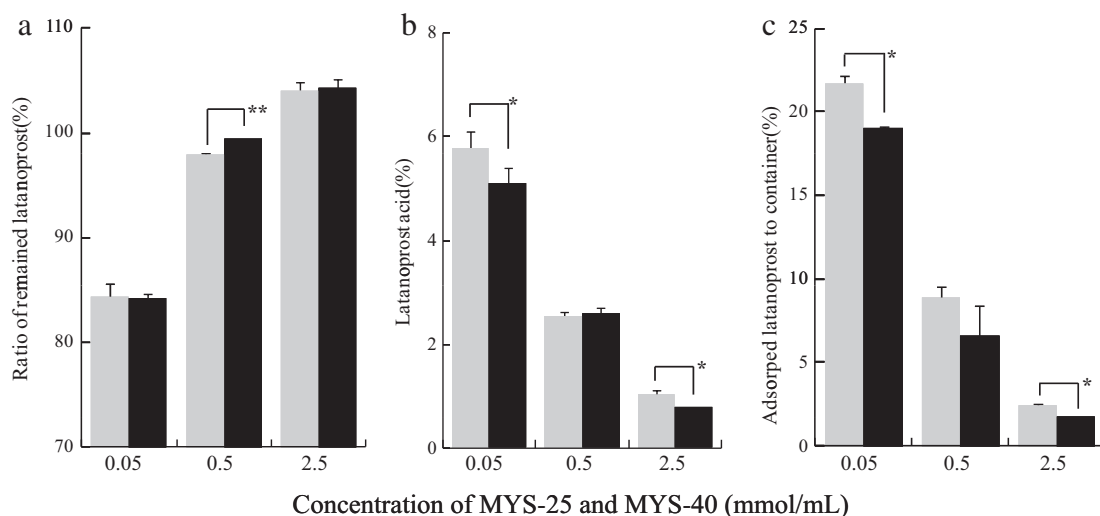 a
Ratio of remained latanoprost(%)
110
100
90
80
70
**
0.05 0.5 2.5
b
Latanoprost acid(%)
8
6
4
2
0
*
*
0.05 0.5 2.5
c
Adsorped latanoprost to container(%)
25
20
15
10
5
0
*
*
0.05 0.5 2.5
Concentration of MYS-25 and MYS-40 (mmol/mL)